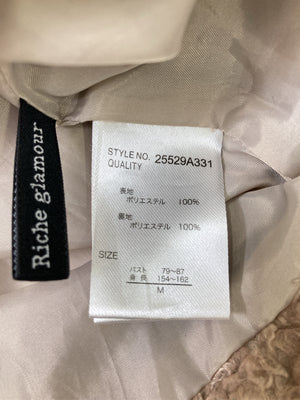 Riche glamour
STYLE NO. 25529A331
QUALITY
表地
ポリエステル 100%
裏地
ポリエステル 100%
SIZE
バスト 79〜87
身長 154〜162
M